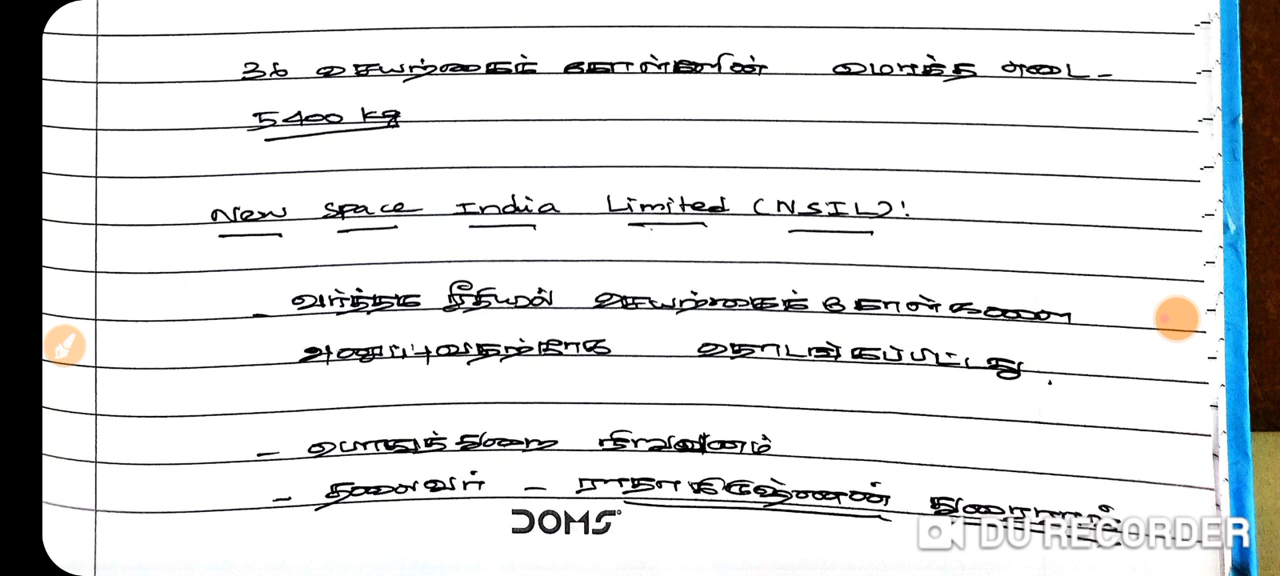 36 செயற்கைக் கோள்களின் மொத்த எடை -
5400 kg
New Space India Limited (NSIL):
- வர்த்தக ரீதியில் செயற்கைக் கோள்களை
அனுப்புவதற்காக தொடங்கப்பட்டது.
- பொதுத்துறை நிறுவனம்
- தலைவர் - ராதாகிருஷ்ணன் துரைராஜ்
DOMS
DU RECORDER